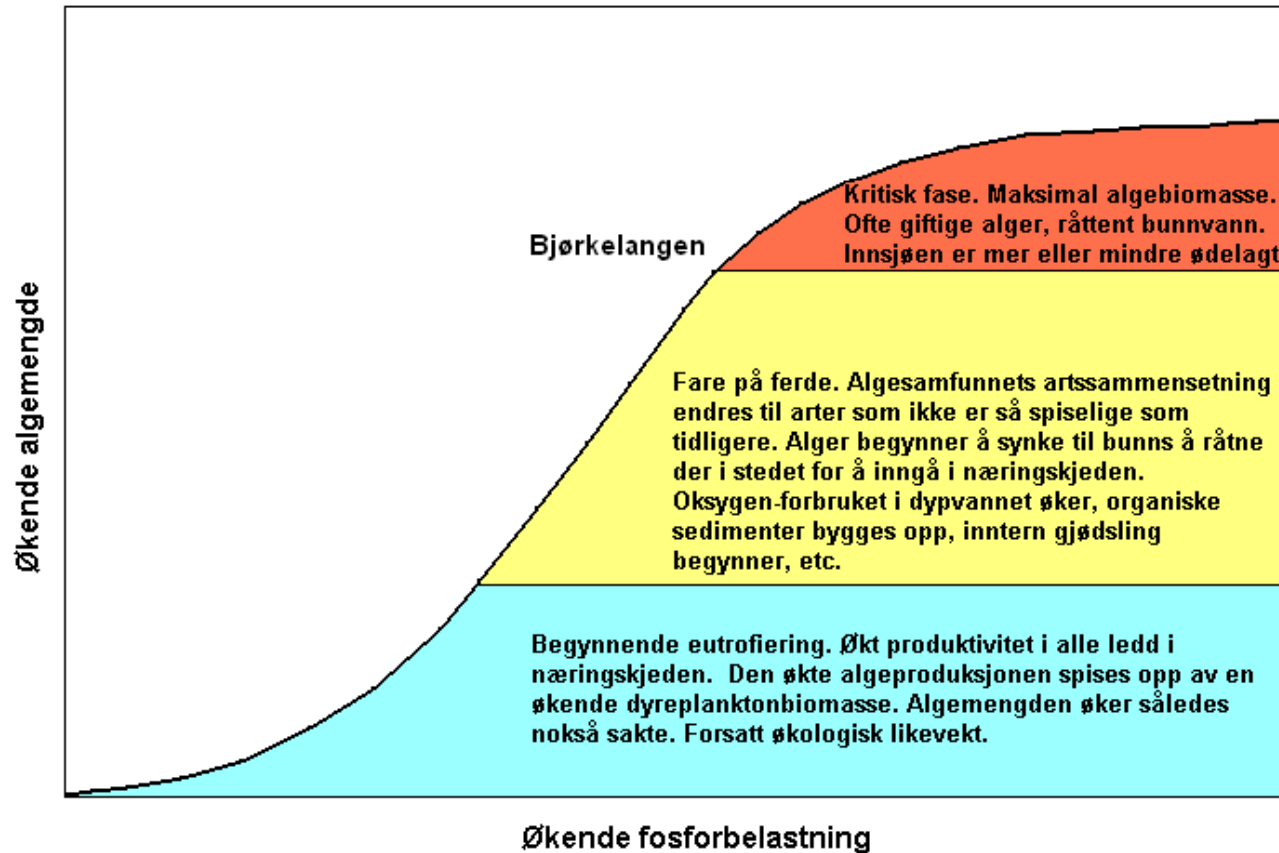 Kritisk fase. Maksimal algebiomasse.
Ofte giftige alger, råttent bunnvann.
Innsjøen er mer eller mindre ødelagt
Bjørkelangen
Fare på ferde. Algesamfunnets artssammensetning
endres til arter som ikke er så spiselige som
tidligere. Alger begynner å synke til bunns å råtne
der i stedet for å inngå i næringskjeden.
Oksygen-forbruket i dypvannet øker, organiske
sedimenter bygges opp, inntern gjødsling
begynner, etc.
Begynnende eutrofiering. Økt produktivitet i alle ledd i
næringskjeden.  Den økte algeproduksjonen spises opp av en
økende dyreplanktonbiomasse. Algemengden øker således
nokså sakte. Forsatt økologisk likevekt.
Økende algemengde
Økende fosforbelastning